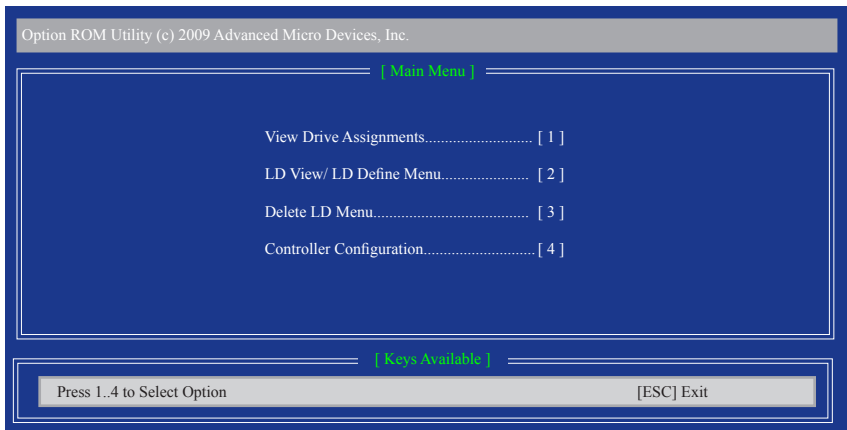 Option ROM Utility (c) 2009 Advanced Micro Devices, Inc.
[ Main Menu ]
View Drive Assignments.......................... [ 1 ]
LD View/ LD Define Menu...................... [ 2 ]
Delete LD Menu....................................... [ 3 ]
Controller Configuration............................[ 4 ]
[ Keys Available ]
Press 1..4 to Select Option [ESC] Exit